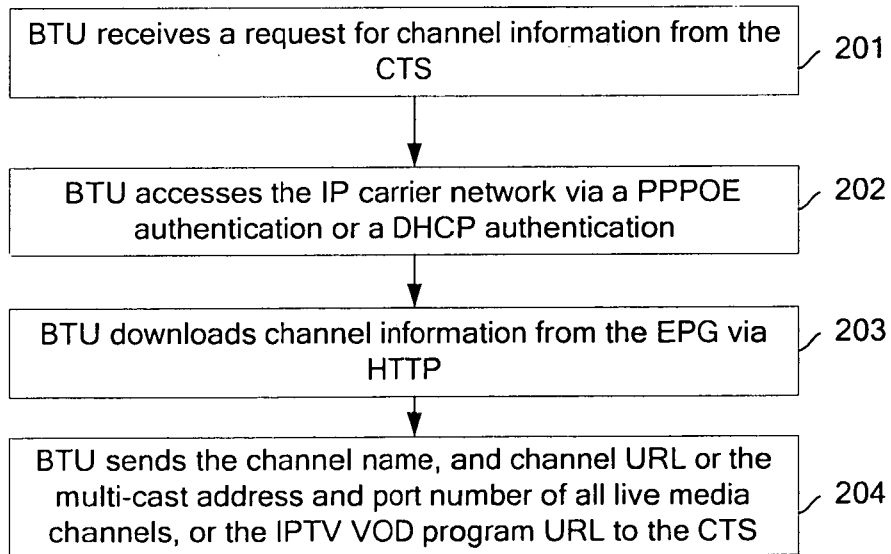 BTU receives a request for channel information from the
CTS
201
BTU accesses the IP carrier network via a PPPOE
authentication or a DHCP authentication
202
BTU downloads channel information from the EPG via
HTTP
203
BTU sends the channel name, and channel URL or the
multi-cast address and port number of all live media
channels, or the IPTV VOD program URL to the CTS
204